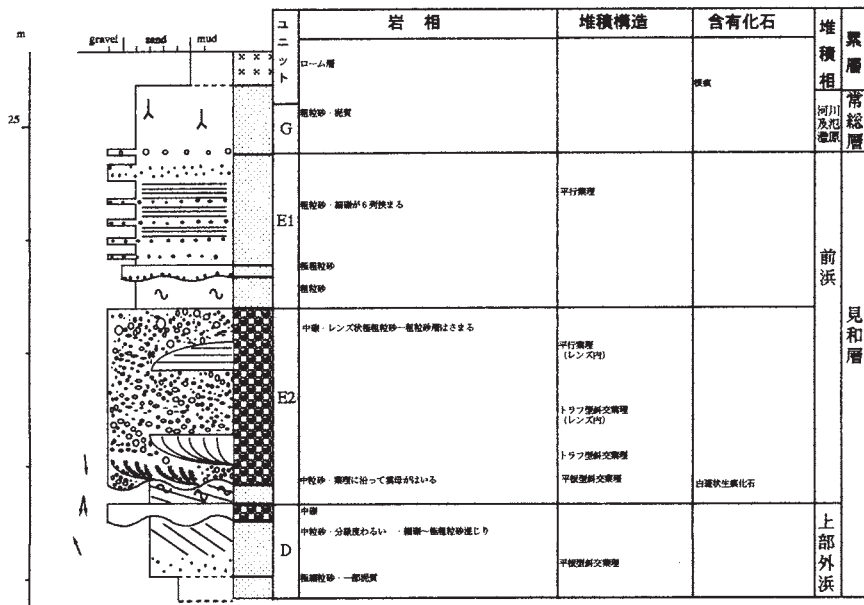 m
gravel sand mud
ユニット
岩 相
堆積構造
含有化石
堆積相
累層
ローム層
根痕
25
粗粒砂・泥質
G
河川及氾濫原
常総層
平行葉理
粗粒砂・細礫が6列挟まる
E1
極粗粒砂
粗粒砂
前浜
見和層
中礫・レンズ状極粗粒砂〜粗粒砂層はさまる
平行葉理
(レンズ内)
E2
トラフ型斜交葉理
(レンズ内)
トラフ型斜交葉理
中粒砂・葉理に沿って雲母がはいる
平板型斜交葉理
白斑状生痕化石
中礫
中粒砂・分級度わるい ・細礫〜極粗粒砂混じり
D
平板型斜交葉理
上部外浜
極細粒砂・一部泥質